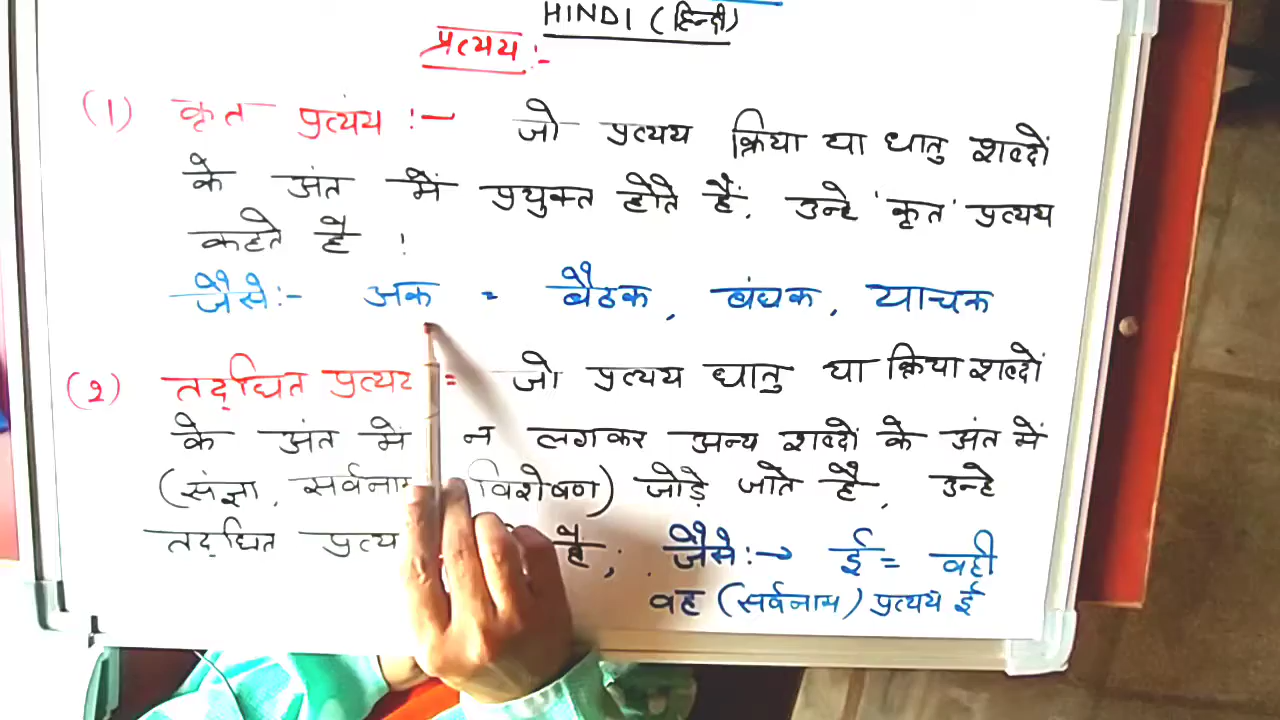 HINDI (हिन्दी)
प्रत्यय :-
(1) कृत प्रत्यय :- जो प्रत्यय क्रिया या धातु शब्दों
के अंत में प्रयुक्त होते हैं, उन्हे 'कृत' प्रत्यय
कहते है !
जैसे:- अक = बैठक, बंधक, याचक
(२) तद्धित प्रत्यय = जो प्रत्यय धातु या क्रिया शब्दों
के अंत में न लगकर अन्य शब्दों के अंत में
(संज्ञा, सर्वनाम विशेषण) जोड़े जाते है, उन्हे
तद्धित प्रत्य है; जैसे:→ ई = वही
वह (सर्वनाम) प्रत्यय ई